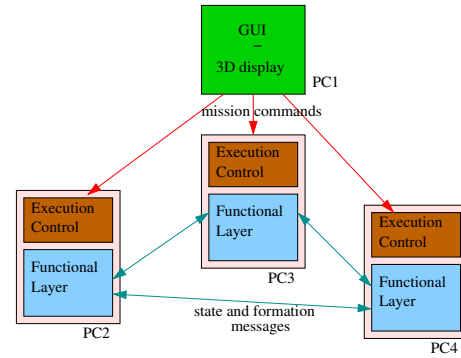 GUI
–
3D display
PC1
mission commands
Execution
Control
Functional
Layer
PC3
Execution
Control
Functional
Layer
PC2
Execution
Control
Functional
Layer
PC4
state and formation
messages